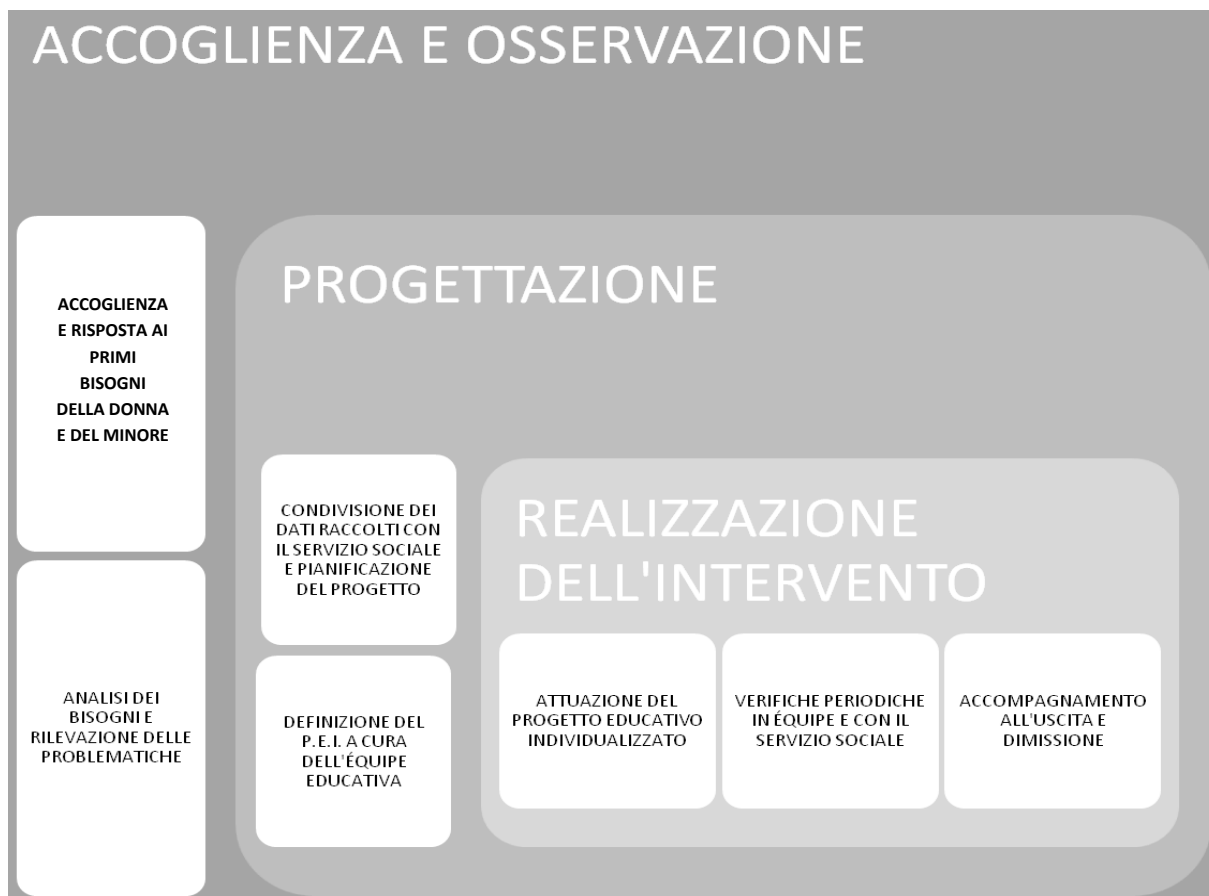 ACCOGLIENZA E OSSERVAZIONE
ACCOGLIENZA
E RISPOSTA AI
PRIMI
BISOGNI
DELLA DONNA
E DEL MINORE
ANALISI DEI
BISOGNI E
RILEVAZIONE DELLE
PROBLEMATICHE
PROGETTAZIONE
CONDIVISIONE DEI
DATI RACCOLTI CON
IL SERVIZIO SOCIALE
E PIANIFICAZIONE
DEL PROGETTO
DEFINIZIONE DEL
P.E.I. A CURA
DELL'ÉQUIPE
EDUCATIVA
REALIZZAZIONE
DELL'INTERVENTO
ATTUAZIONE DEL
PROGETTO EDUCATIVO
INDIVIDUALIZZATO
VERIFICHE PERIODICHE
IN ÉQUIPE E CON IL
SERVIZIO SOCIALE
ACCOMPAGNAMENTO
ALL'USCITA E
DIMISSIONE